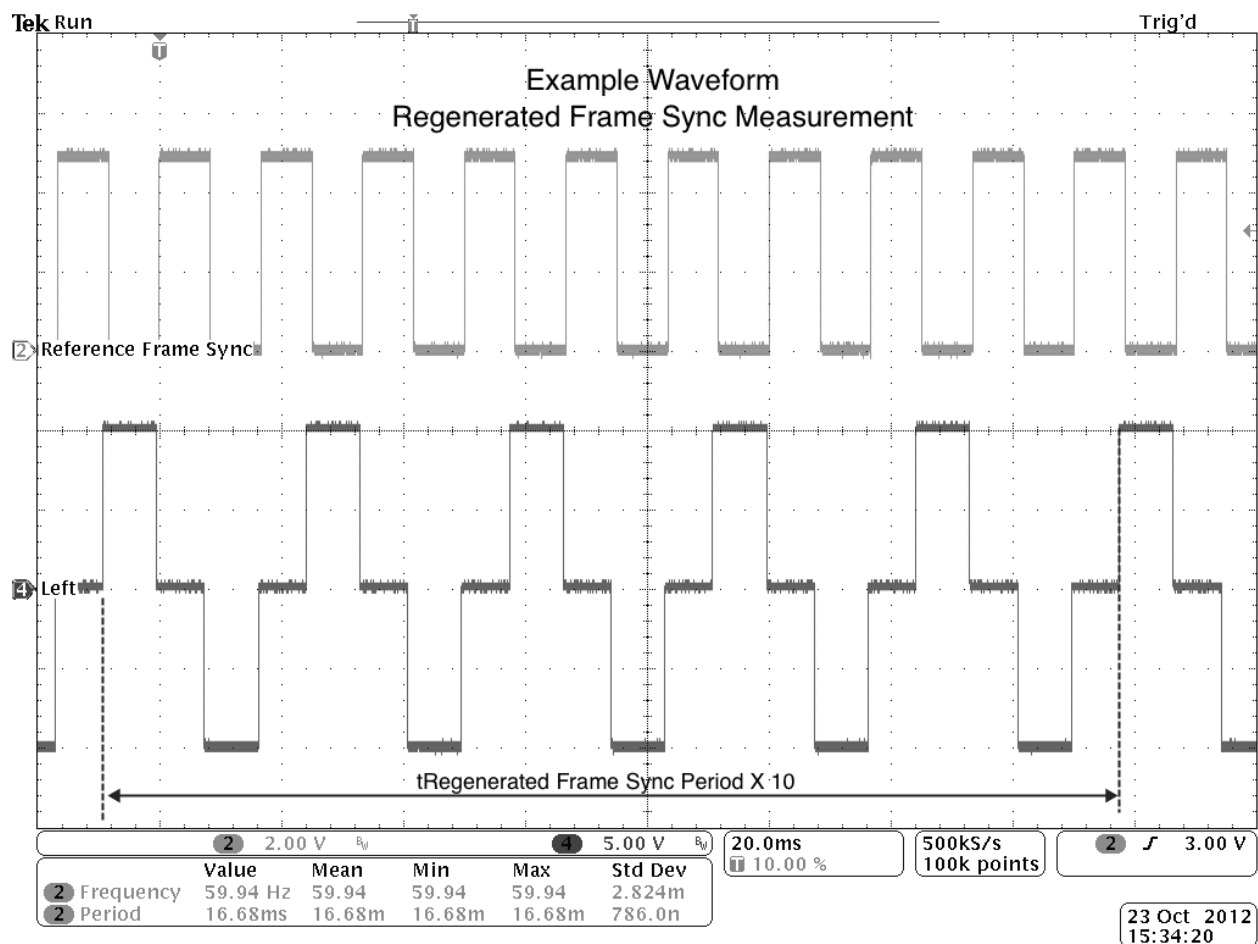 Tek Run
Trig'd
T
T
Example Waveform
Regenerated Frame Sync Measurement
2 Reference Frame Sync
4 Left
tRegenerated Frame Sync Period X 10
2 2.00 V BW
4 5.00 V BW
20.0ms
T 10.00 %
500kS/s
100k points
2 3.00 V
Value Mean Min Max Std Dev
2 Frequency 59.94 Hz 59.94 59.94 59.94 2.824m
2 Period 16.68ms 16.68m 16.68m 16.68m 786.0n
23 Oct 2012
15:34:20